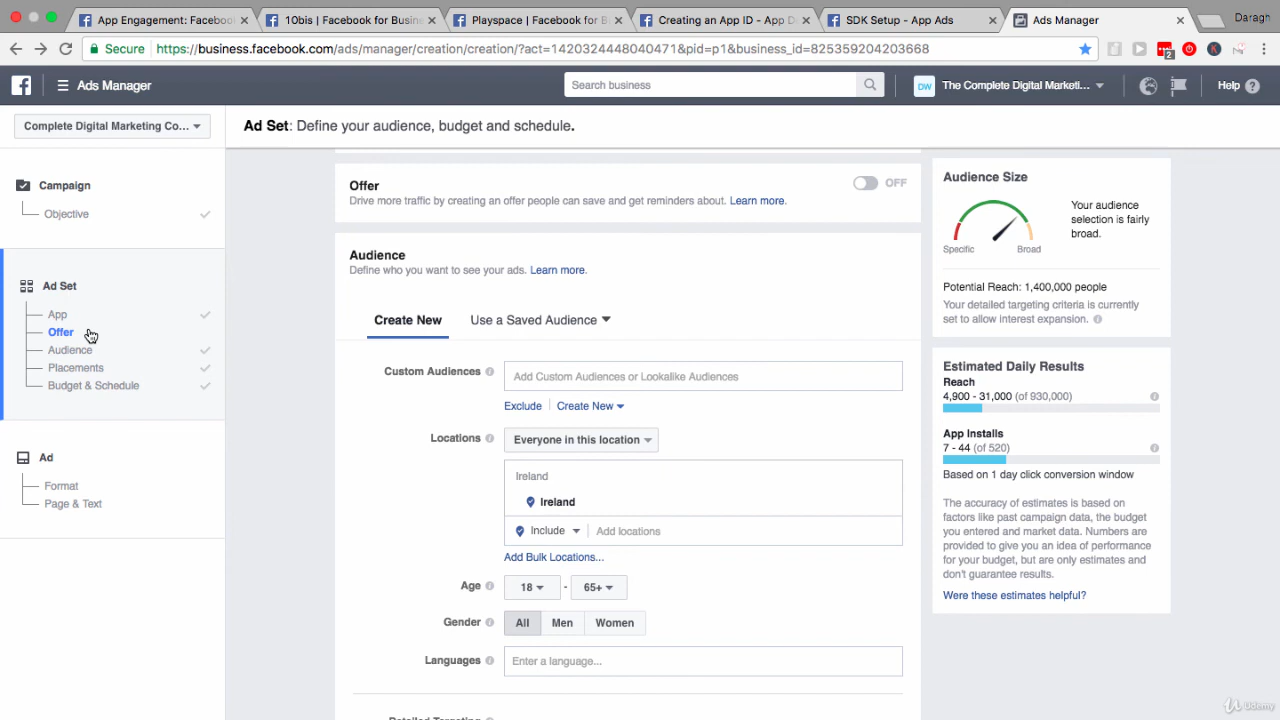 App Engagement: Facebook
10bis | Facebook for Busine
Playspace | Facebook for B
Creating an App ID - App D
SDK Setup - App Ads
Ads Manager
Daragh
Secure
https://business.facebook.com/ads/manager/creation/creation/?act=1420324448040471&pid=p1&business_id=825359204203668
2
K
Ads Manager
Search business
DW
The Complete Digital Marketi...
Help
Complete Digital Marketing Co...
Ad Set: Define your audience, budget and schedule.
Campaign
Objective
Ad Set
App
Offer
Audience
Placements
Budget & Schedule
Ad
Format
Page & Text
Offer
OFF
Drive more traffic by creating an offer people can save and get reminders about. Learn more.
Audience
Define who you want to see your ads. Learn more.
Create New
Use a Saved Audience
Custom Audiences
Add Custom Audiences or Lookalike Audiences
Exclude
Create New
Locations
Everyone in this location
Ireland
Ireland
Include
Add locations
Add Bulk Locations...
Age
18
-
65+
Gender
All
Men
Women
Languages
Enter a language...
Detailed Targeting
Audience Size
Your audience
selection is fairly
broad.
Specific
Broad
Potential Reach: 1,400,000 people
Your detailed targeting criteria is currently
set to allow interest expansion.
Estimated Daily Results
Reach
4,900 - 31,000 (of 930,000)
App Installs
7 - 44 (of 520)
Based on 1 day click conversion window
The accuracy of estimates is based on
factors like past campaign data, the budget
you entered and market data. Numbers are
provided to give you an idea of performance
for your budget, but are only estimates and
don't guarantee results.
Were these estimates helpful?
Udemy